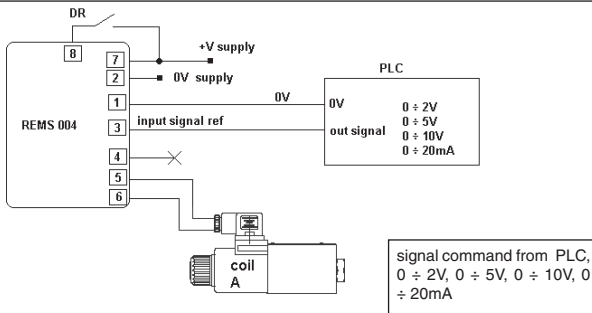 DR
8
7
+V supply
2
0V supply
PLC
1
0V
0V
0 ÷ 2V
0 ÷ 5V
0 ÷ 10V
0 ÷ 20mA
REMS 004
3
input signal ref
out signal
4
5
6
coil
A
signal command from PLC,
0 ÷ 2V, 0 ÷ 5V, 0 ÷ 10V, 0
÷ 20mA